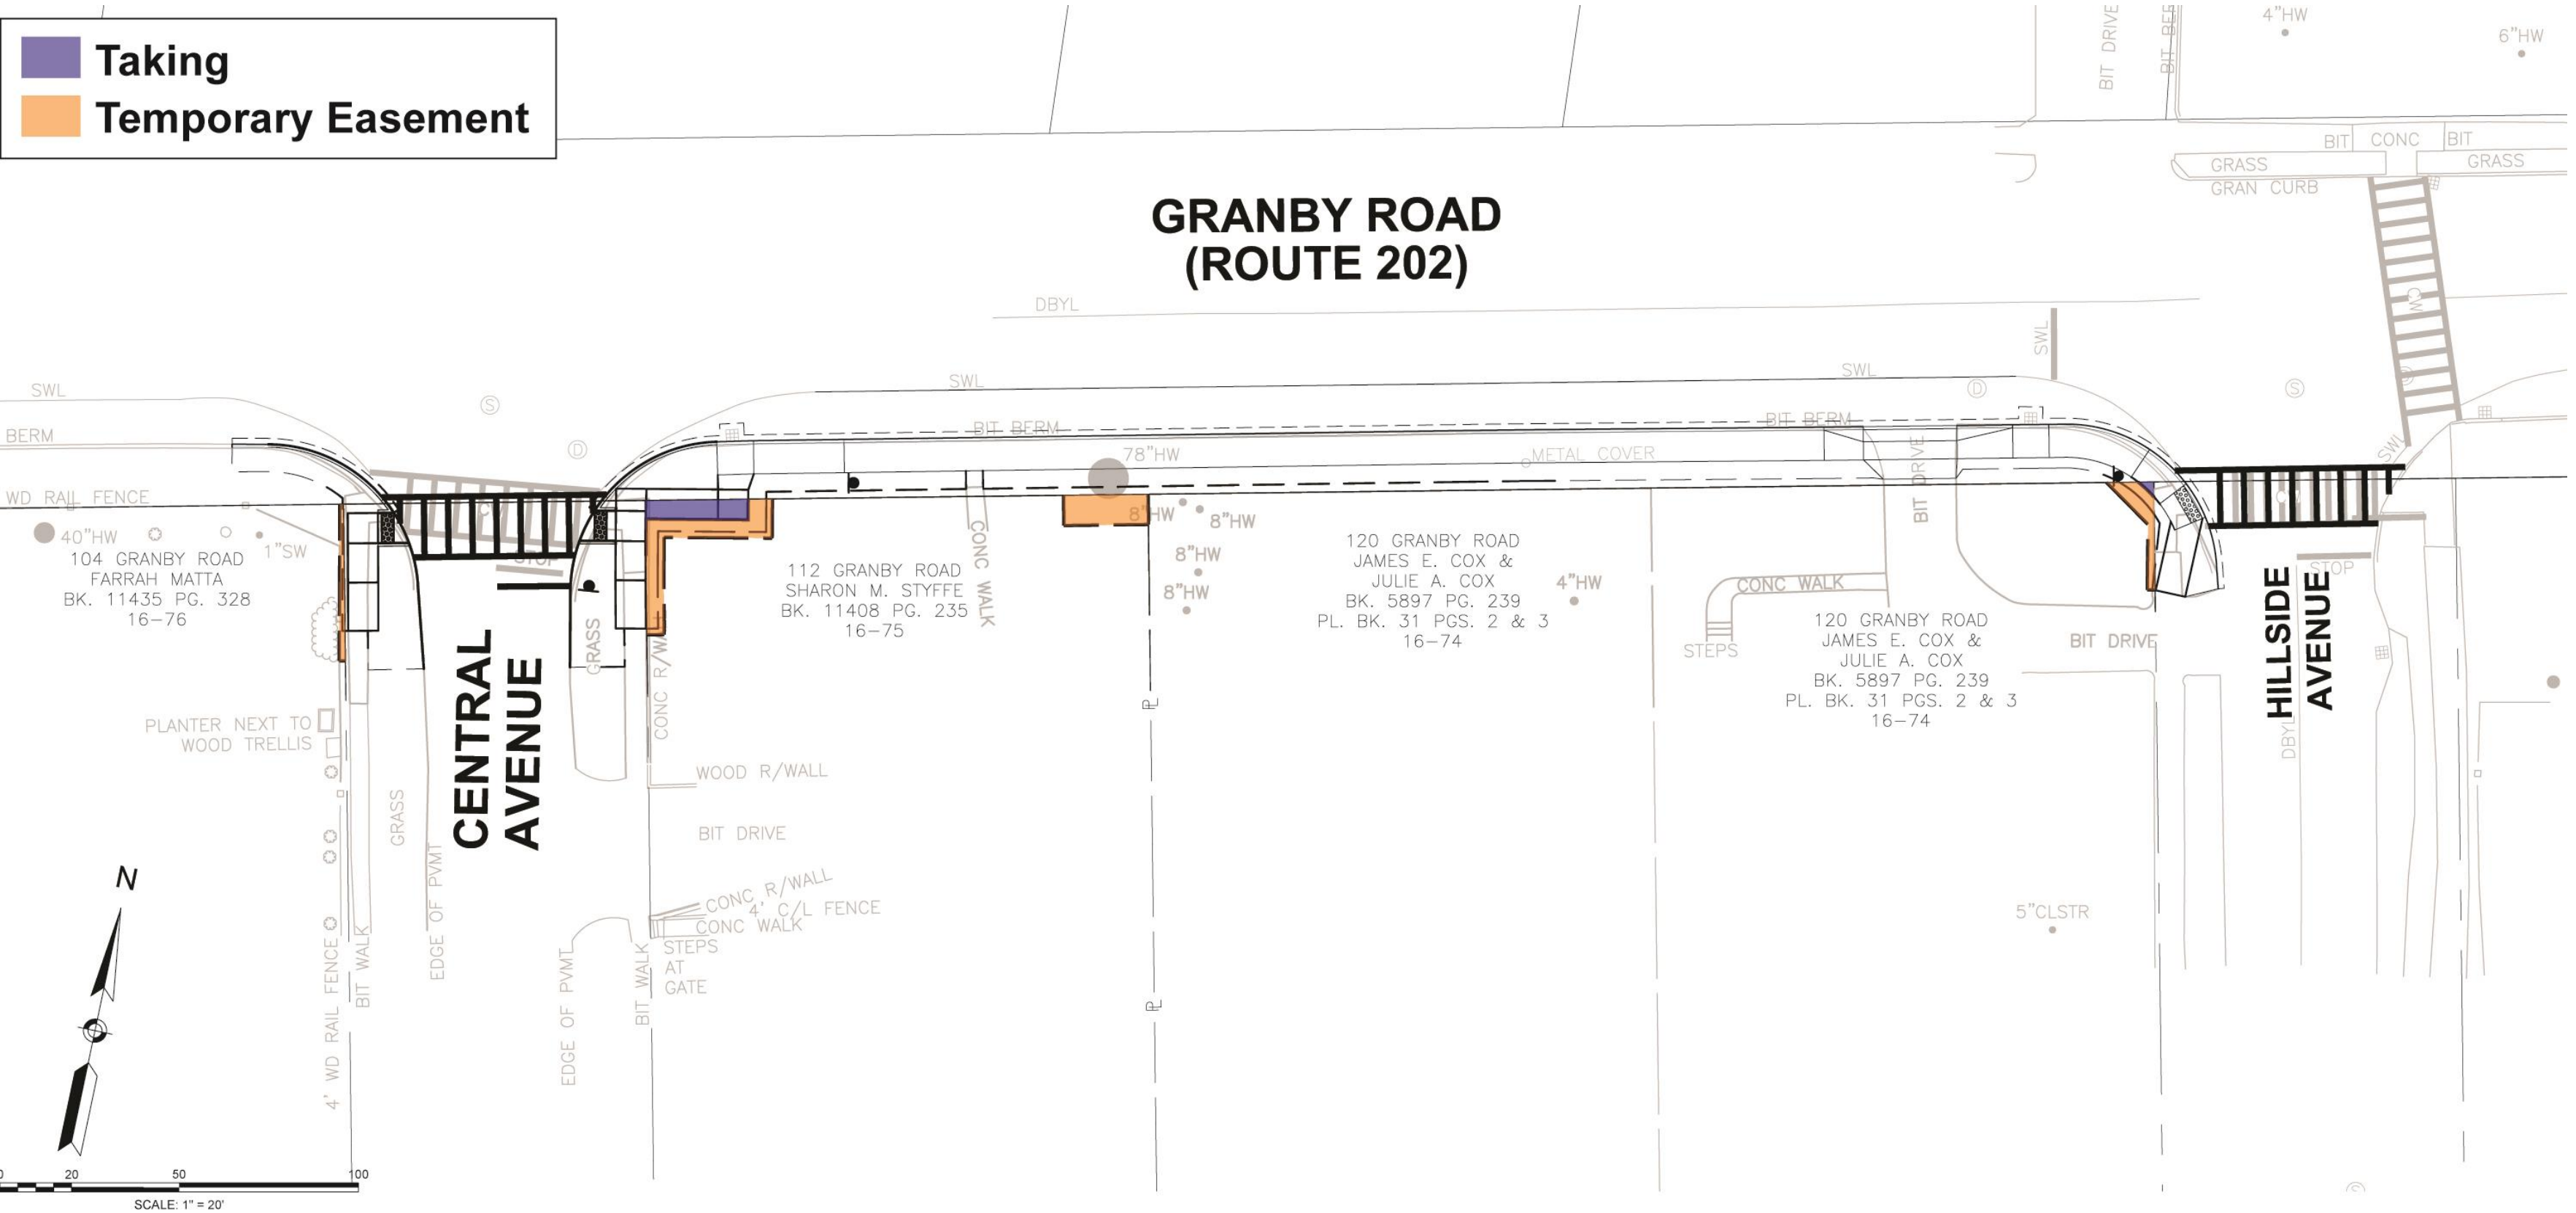 Taking
Temporary Easement
BIT DRIVE
4"HW
6"HW
BIT
CONC
BIT
GRASS
GRASS
GRAN CURB
GRANBY ROAD
(ROUTE 202)
DBYL
SWL
CW
SWL
SWL
SWL
SWL
S
D
D
S
BERM
BIT BERM
BIT BERM
78"HW
METAL COVER
WD RAIL FENCE
40"HW
1"SW
104 GRANBY ROAD
FARRAH MATTA
BK. 11435 PG. 328
16-76
STOP
112 GRANBY ROAD
SHARON M. STYFFE
BK. 11408 PG. 235
16-75
CONC WALK
8"HW
8"HW
8"HW
8"HW
120 GRANBY ROAD
JAMES E. COX &
JULIE A. COX
BK. 5897 PG. 239
PL. BK. 31 PGS. 2 & 3
16-74
4"HW
CONC WALK
STEPS
BIT DRIVE
120 GRANBY ROAD
JAMES E. COX &
JULIE A. COX
BK. 5897 PG. 239
PL. BK. 31 PGS. 2 & 3
16-74
BIT DRIVE
STOP
HILLSIDE
AVENUE
DBYL
CENTRAL
AVENUE
GRASS
CONC R/WALL
PLANTER NEXT TO
WOOD TRELLIS
GRASS
WOOD R/WALL
BIT DRIVE
EDGE OF PVMT
CONC R/WALL
4' C/L FENCE
CONC WALK
STEPS
AT
GATE
5"CLSTR
4' WD RAIL FENCE
BIT WALK
EDGE OF PVMT
BIT WALK
PL
PL
N
0 20 50 100
SCALE: 1" = 20'